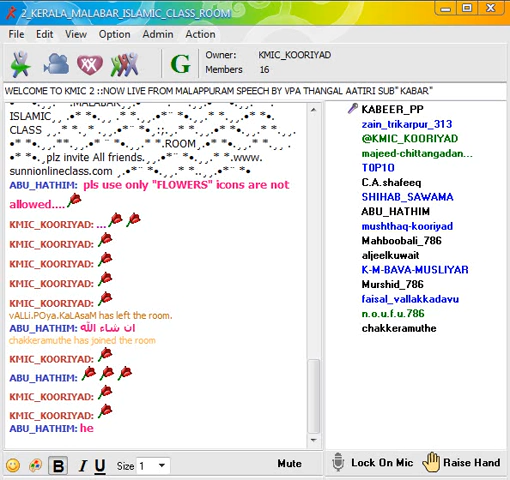 2_KERALA_MALABAR_ISLAMIC_CLASS_ROOM
File Edit View Option Admin Action
G
Owner: KMIC_KOORIYAD
Members 16
WELCOME TO KMIC 2 ::NOW LIVE FROM MALAPPURAM SPEECH BY VPA THANGAL AATIRI SUB" KABAR"
ISLAMIC
CLASS
ROOM
plz invite All friends. www.
sunnionlineclass.com
ABU_HATHIM: pls use only "FLOWERS" icons are not
allowed....
KMIC_KOORIYAD: ...
KMIC_KOORIYAD:
KMIC_KOORIYAD:
KMIC_KOORIYAD:
KMIC_KOORIYAD:
vALLi.POya.KaLAsaM has left the room.
ABU_HATHIM: ان شاء الله
chakkeramuthe has joined the room
KMIC_KOORIYAD:
ABU_HATHIM:
KMIC_KOORIYAD:
KMIC_KOORIYAD:
ABU_HATHIM: he
KABEER_PP
zain_trikarpur_313
@KMIC_KOORIYAD
majeed-chittangadan...
T0P1O
C.A.shafeeq
SHIHAB_SAWAMA
ABU_HATHIM
mushthaq-kooriyad
Mahboobali_786
aljeelkuwait
K-M-BAVA-MUSLIYAR
Murshid_786
faisal_vallakkadavu
n.o.u.f.u.786
chakkeramuthe
B I U Size 1 Mute
Lock On Mic Raise Hand